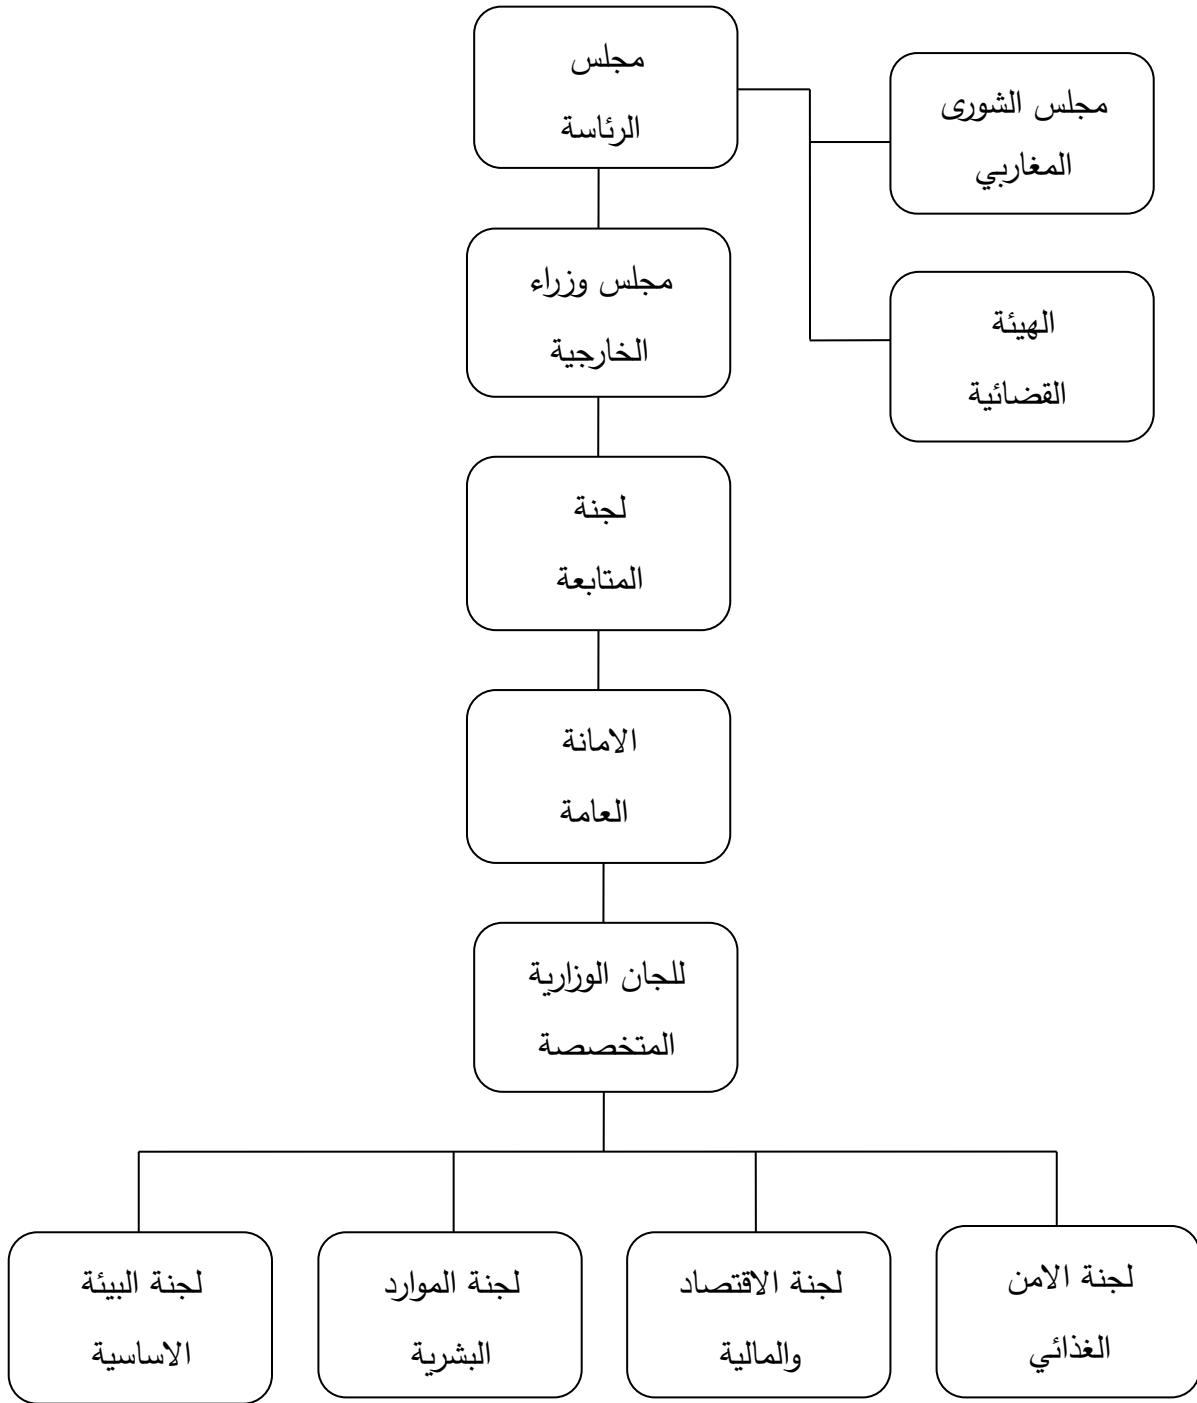 مجلس
الرئاسة
مجلس الشورى
المغاربي
مجلس وزراء
الخارجية
الهيئة
القضائية
لجنة
المتابعة
الامانة
العامة
للجان الوزارية
المتخصصة
لجنة الامن
الغذائي
لجنة الاقتصاد
والمالية
لجنة الموارد
البشرية
لجنة البيئة
الاساسية